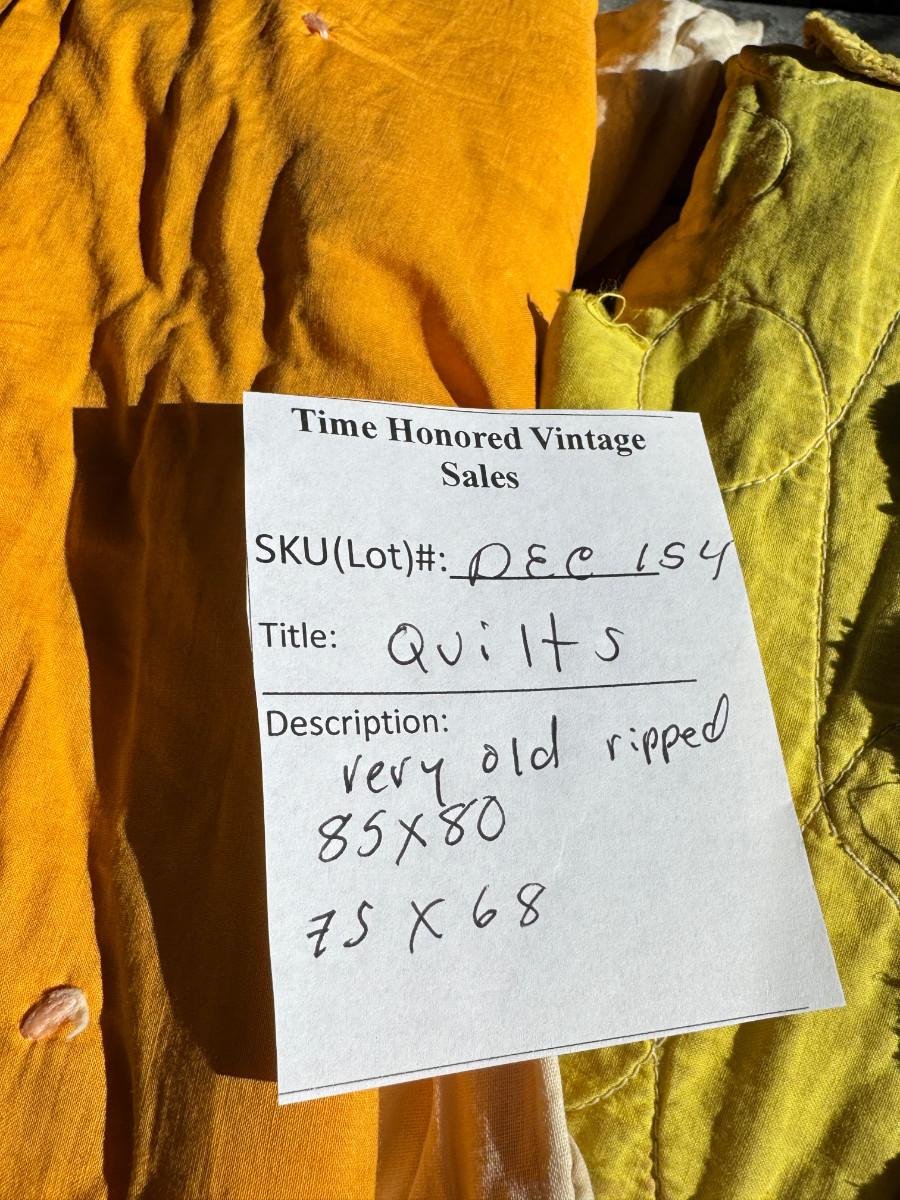 Time Honored Vintage
Sales
SKU(Lot)#: DEC 154
Title: Quilts
Description:
very old ripped
85X80
75 X 68